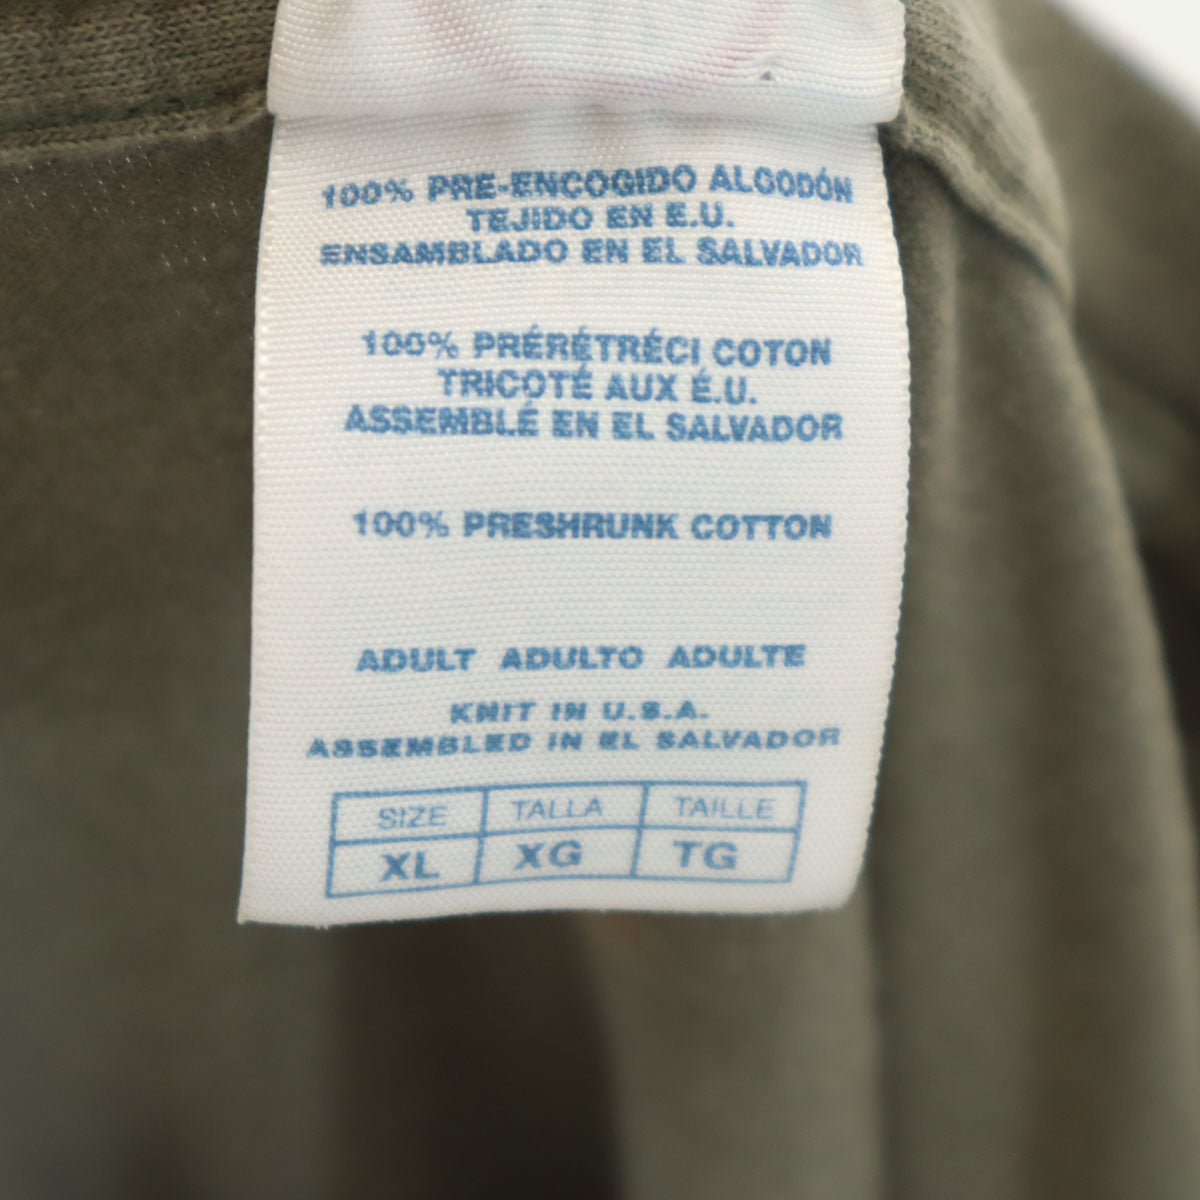 100% PRE-ENCOGIDO ALGODÓN
TEJIDO EN E.U.
ENSAMBLADO EN EL SALVADOR
100% PRÉRÉTRÉCI COTON
TRICOTÉ AUX É.U.
ASSEMBLÉ EN EL SALVADOR
100% PRESHRUNK COTTON
ADULT ADULTO ADULTE
KNIT IN U.S.A.
ASSEMBLED IN EL SALVADOR
SIZE TALLA TAILLE
XL XG TG